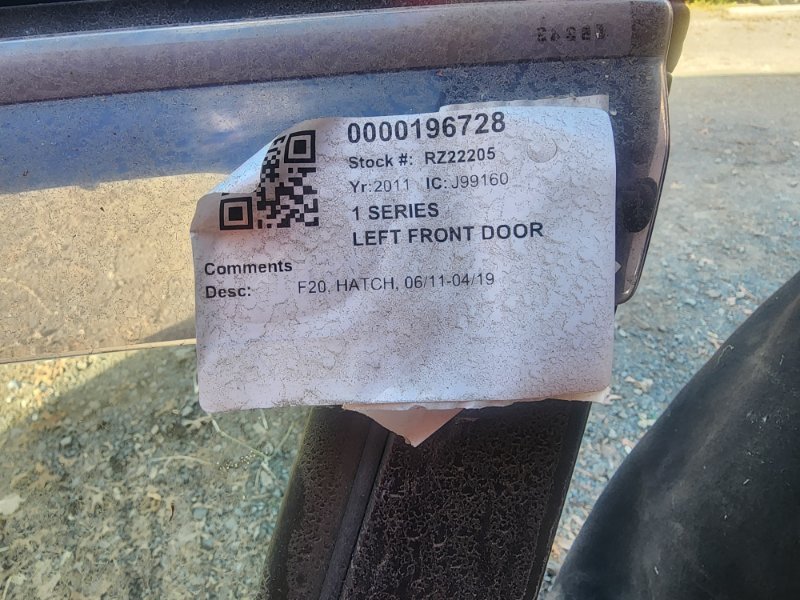 0000196728
Stock #: RZ22205
Yr:2011 IC:J99160
1 SERIES
LEFT FRONT DOOR
Comments
Desc: F20, HATCH, 06/11-04/19